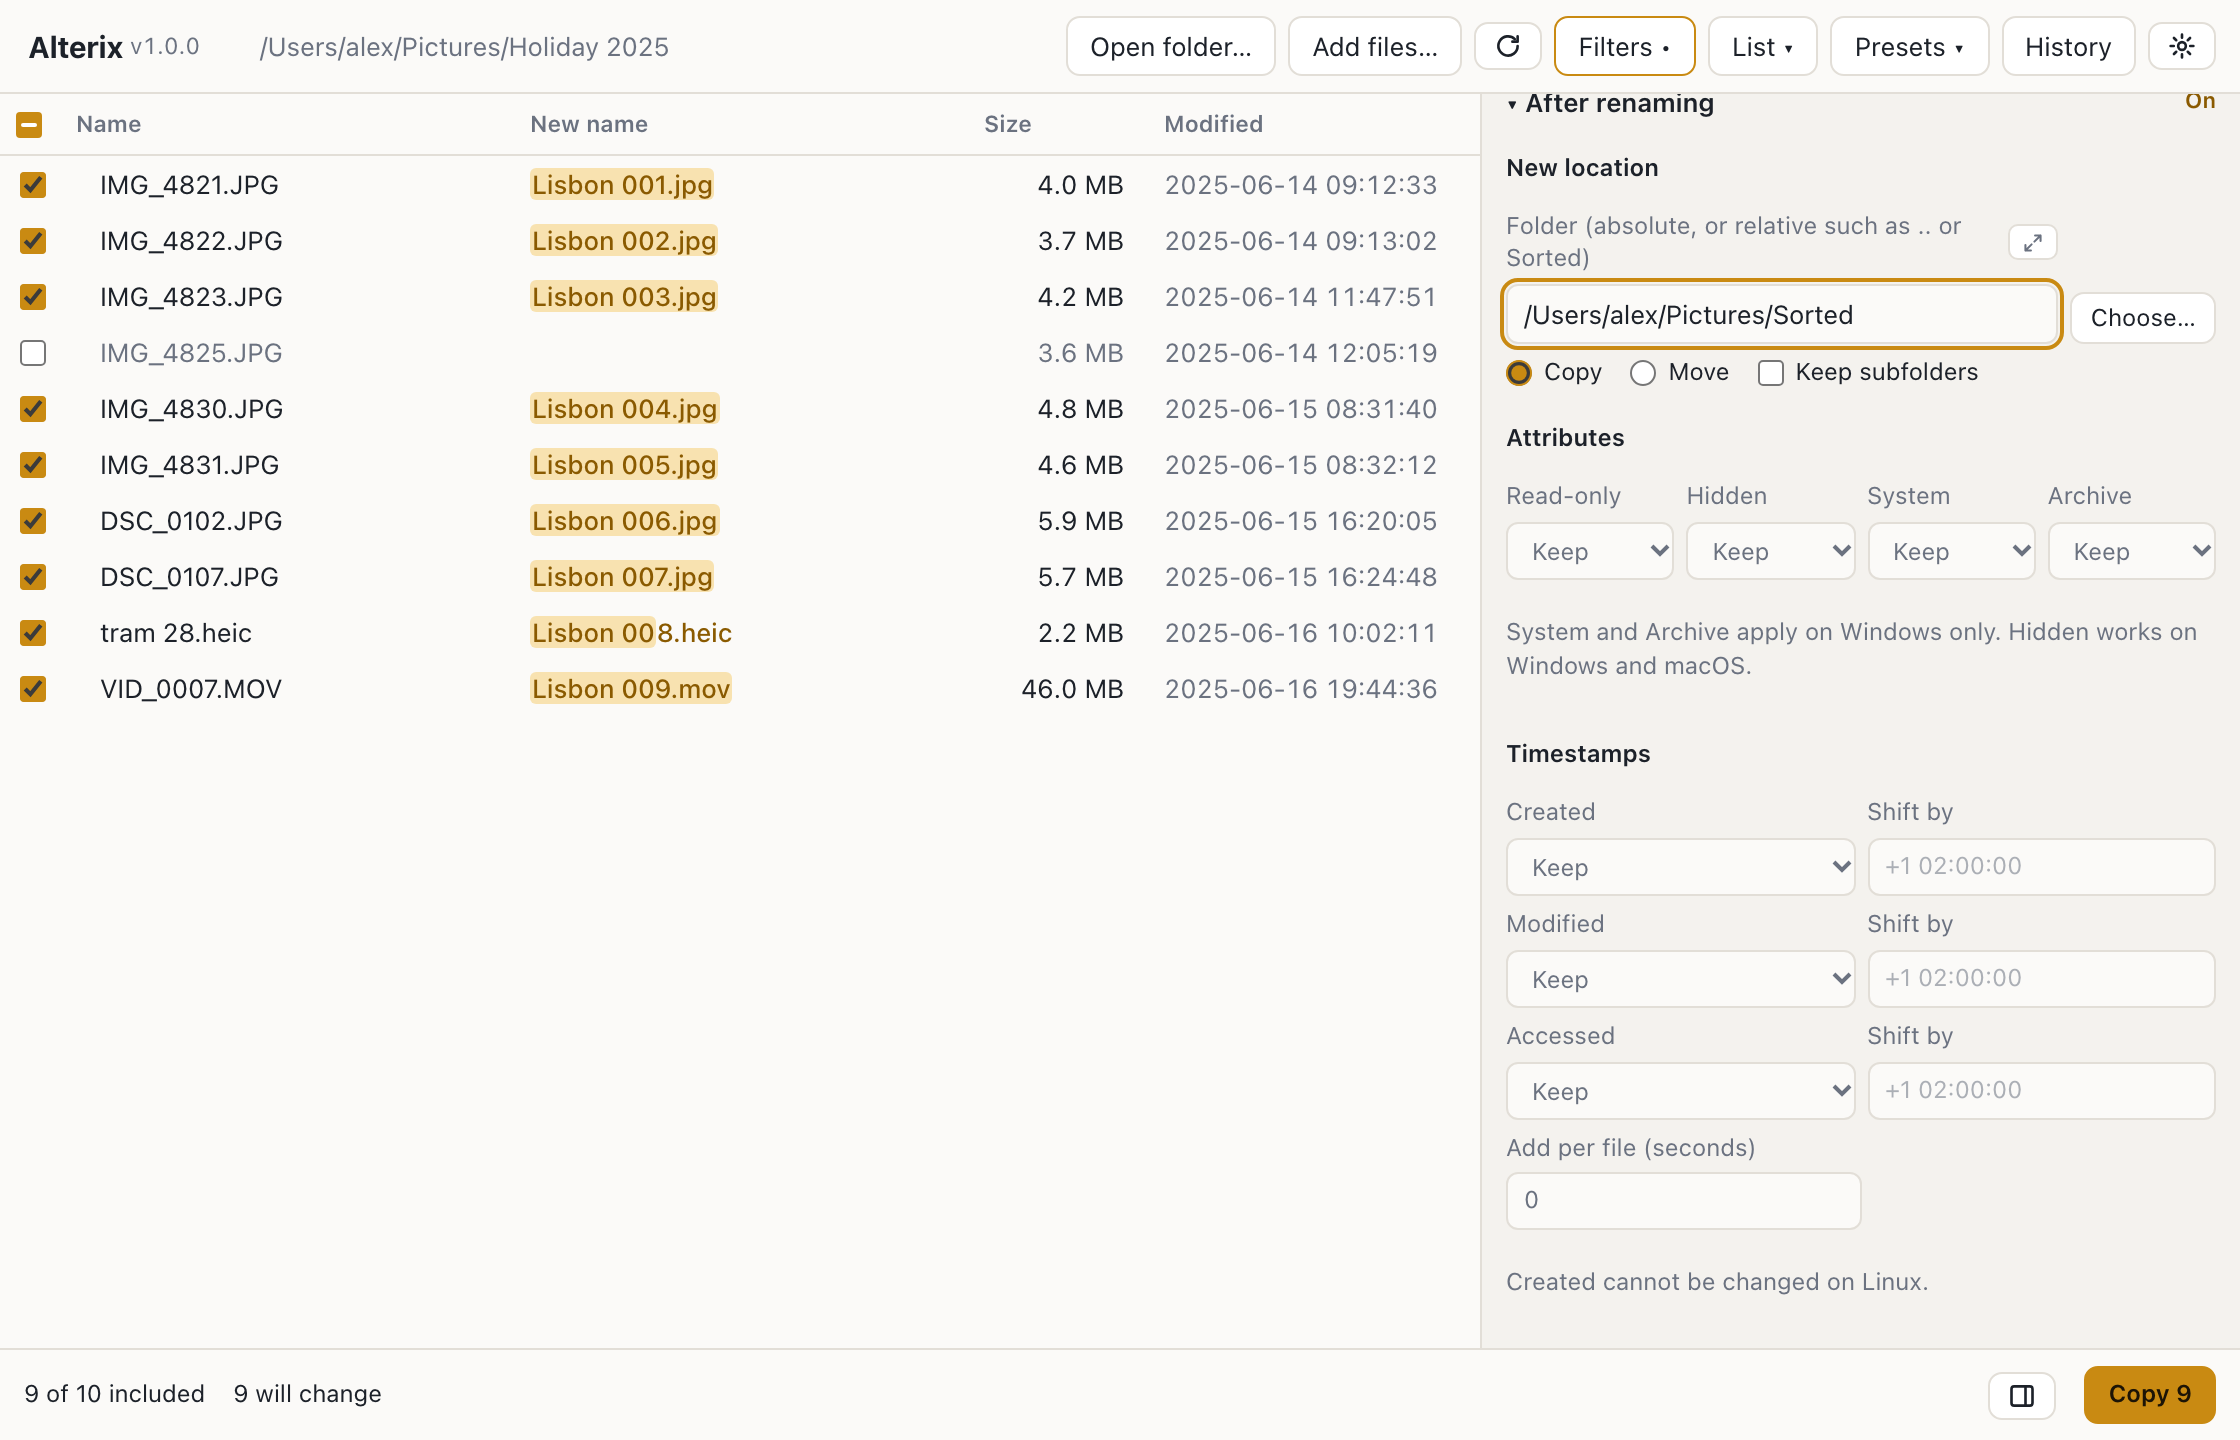 Alterix v1.0.0 /Users/alex/Pictures/Holiday 2025 Open folder... Add files... Filters • List ▾ Presets ▾ History
Name New name Size Modified
IMG_4821.JPG Lisbon 001.jpg 4.0 MB 2025-06-14 09:12:33
IMG_4822.JPG Lisbon 002.jpg 3.7 MB 2025-06-14 09:13:02
IMG_4823.JPG Lisbon 003.jpg 4.2 MB 2025-06-14 11:47:51
IMG_4825.JPG 3.6 MB 2025-06-14 12:05:19
IMG_4830.JPG Lisbon 004.jpg 4.8 MB 2025-06-15 08:31:40
IMG_4831.JPG Lisbon 005.jpg 4.6 MB 2025-06-15 08:32:12
DSC_0102.JPG Lisbon 006.jpg 5.9 MB 2025-06-15 16:20:05
DSC_0107.JPG Lisbon 007.jpg 5.7 MB 2025-06-15 16:24:48
tram 28.heic Lisbon 008.heic 2.2 MB 2025-06-16 10:02:11
VID_0007.MOV Lisbon 009.mov 46.0 MB 2025-06-16 19:44:36
▾ After renaming On
New location
Folder (absolute, or relative such as .. or
Sorted)
/Users/alex/Pictures/Sorted Choose...
Copy Move Keep subfolders
Attributes
Read-only Hidden System Archive
Keep Keep Keep Keep
System and Archive apply on Windows only. Hidden works on
Windows and macOS.
Timestamps
Created Shift by
Keep +1 02:00:00
Modified Shift by
Keep +1 02:00:00
Accessed Shift by
Keep +1 02:00:00
Add per file (seconds)
0
Created cannot be changed on Linux.
9 of 10 included 9 will change Copy 9